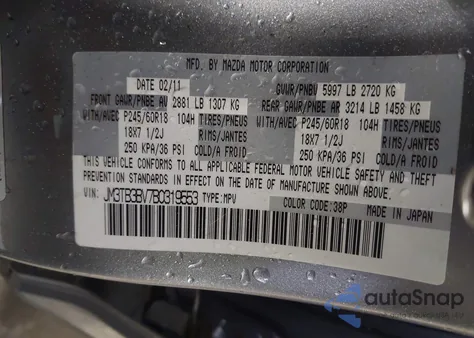 MFD. BY MAZDA MOTOR CORPORATION
DATE 02/11 GVWR/PNBV 5997 LB 2720 KG
FRONT GAWR/PNBE AV 2881 LB 1307 KG REAR GAWR/PNBE AR 3214 LB 1458 KG
WITH/AVEC P245/60R18 104H TIRES/PNEUS WITH/AVEC P245/60R18 104H TIRES/PNEUS
18X7 1/2J RIMS/JANTES 18X7 1/2J RIMS/JANTES
250 KPA/36 PSI COLD/A FROID 250 KPA/36 PSI COLD/A FROID
THIS VEHICLE CONFORMS TO ALL APPLICABLE FEDERAL MOTOR VEHICLE SAFETY AND THEFT
PREVENTION STANDARDS IN EFFECT ON THE DATE OF MANUFACTURE SHOWN ABOVE.
VIN: JM3TB3BV7B0319553 TYPE:MPV COLOR CODE:38P MADE IN JAPAN
autoSnap